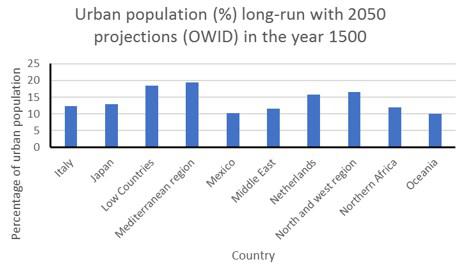 Urban population (%) long-run with 2050
projections (OWID) in the year 1500
Percentage of urban population
25
20
15
10
5
0
Italy
Japan
Low Countries
Mediterranean region
Mexico
Middle East
Netherlands
North and west region
Northern Africa
Oceania
Country